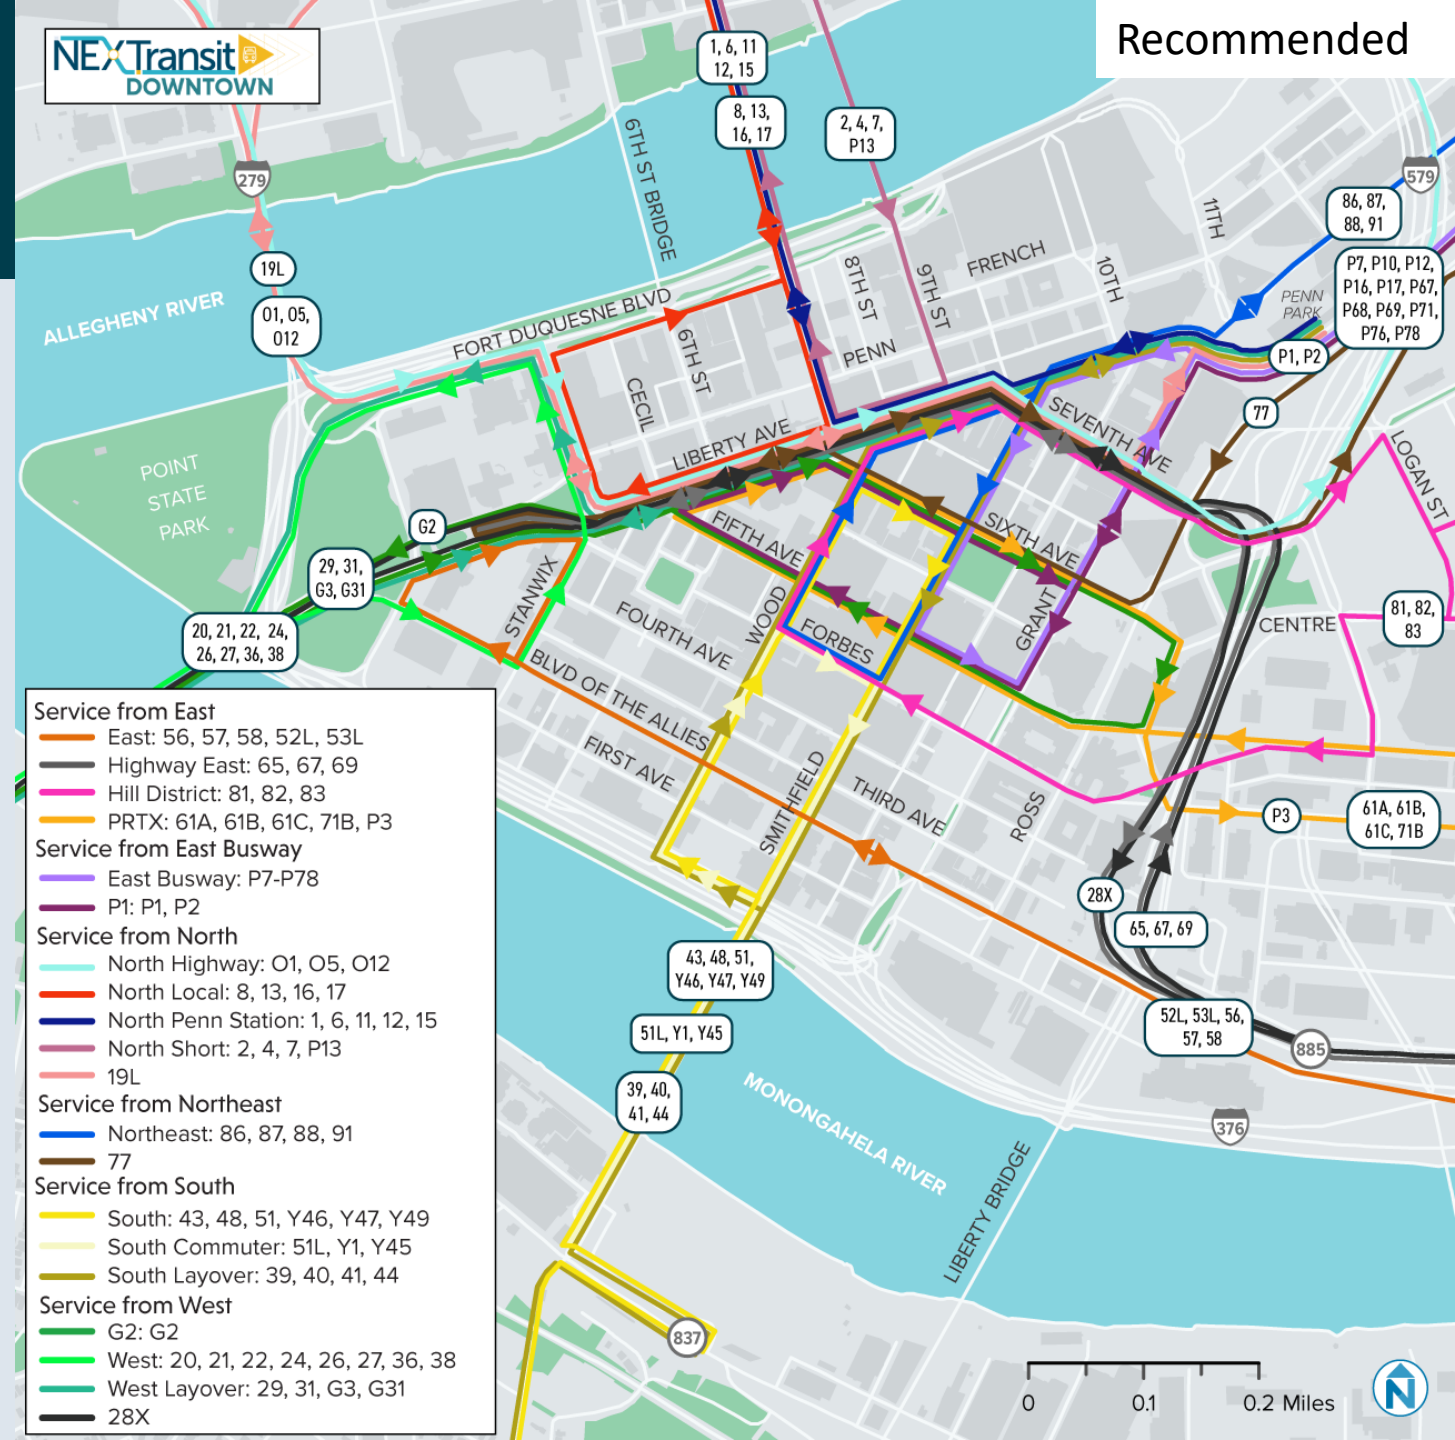 Recommended
NEXTransit
DOWNTOWN
1, 6, 11
12, 15
8, 13,
16, 17
2, 4, 7,
P13
279
579
6TH ST BRIDGE
11TH
86, 87,
88, 91
19L
O1, O5,
O12
ALLEGHENY RIVER
FORT DUQUESNE BLVD
8TH ST
9TH ST
FRENCH
10TH
PENN
PARK
P7, P10, P12,
P16, P17, P67,
P68, P69, P71,
P76, P78
P1, P2
6TH ST
PENN
CECIL
LIBERTY AVE
SEVENTH AVE
77
LOGAN ST
POINT
STATE
PARK
G2
FIFTH AVE
SIXTH AVE
29, 31,
G3, G31
STANWIX
FOURTH AVE
WOOD
FORBES
GRANT
CENTRE
81, 82,
83
20, 21, 22, 24,
26, 27, 36, 38
BLVD OF THE ALLIES
FIRST AVE
SMITHFIELD
THIRD AVE
ROSS
P3
61A, 61B,
61C, 71B
28X
65, 67, 69
43, 48, 51,
Y46, Y47, Y49
51L, Y1, Y45
39, 40,
41, 44
52L, 53L, 56,
57, 58
885
376
MONONGAHELA RIVER
LIBERTY BRIDGE
837
Service from East
East: 56, 57, 58, 52L, 53L
Highway East: 65, 67, 69
Hill District: 81, 82, 83
PRTX: 61A, 61B, 61C, 71B, P3
Service from East Busway
East Busway: P7-P78
P1: P1, P2
Service from North
North Highway: O1, O5, O12
North Local: 8, 13, 16, 17
North Penn Station: 1, 6, 11, 12, 15
North Short: 2, 4, 7, P13
19L
Service from Northeast
Northeast: 86, 87, 88, 91
77
Service from South
South: 43, 48, 51, Y46, Y47, Y49
South Commuter: 51L, Y1, Y45
South Layover: 39, 40, 41, 44
Service from West
G2: G2
West: 20, 21, 22, 24, 26, 27, 36, 38
West Layover: 29, 31, G3, G31
28X
0 0.1 0.2 Miles
N